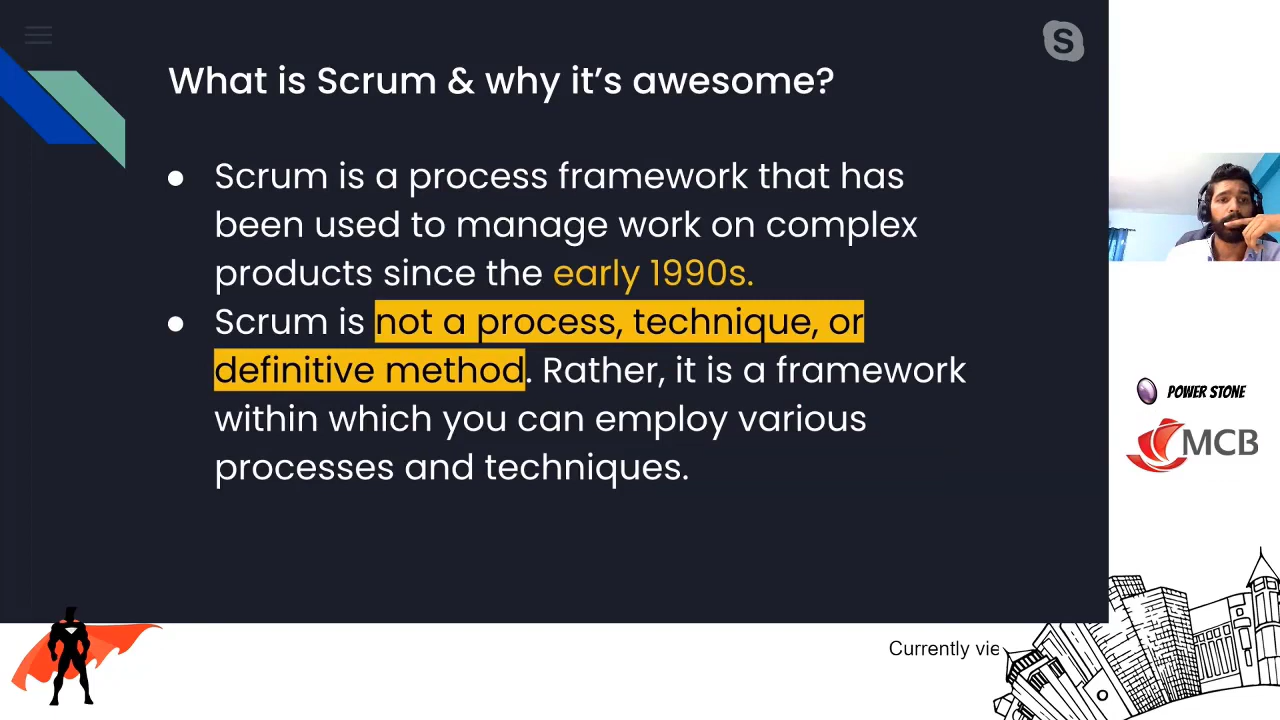 What is Scrum & why it's awesome?
● Scrum is a process framework that has
been used to manage work on complex
products since the early 1990s.
● Scrum is not a process, technique, or
definitive method. Rather, it is a framework
within which you can employ various
processes and techniques.
S
POWER STONE
MCB
Currently vie